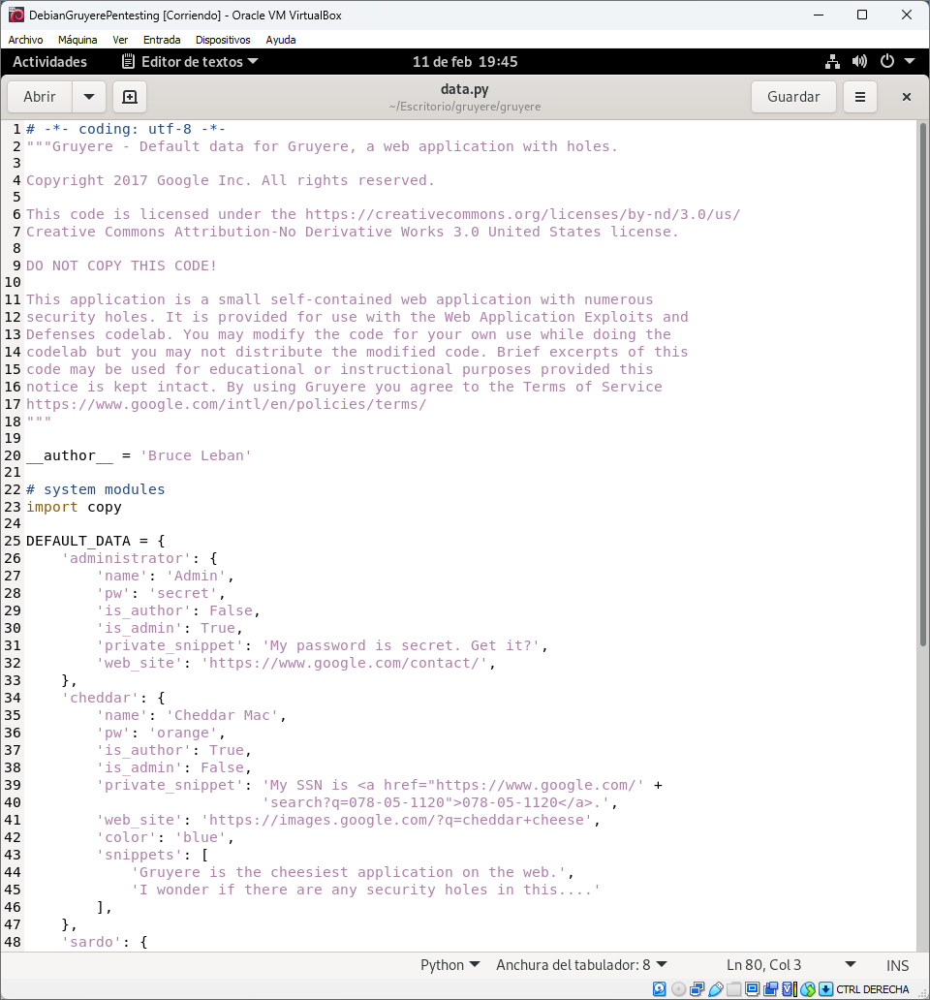 DebianGruyerePentesting [Corriendo] - Oracle VM VirtualBox
Archivo Máquina Ver Entrada Dispositivos Ayuda
Actividades Editor de textos 11 de feb 19:45
Abrir data.py Guardar
~/Escritorio/gruyere/gruyere
1 # -*- coding: utf-8 -*-
2 """Gruyere - Default data for Gruyere, a web application with holes.
3
4 Copyright 2017 Google Inc. All rights reserved.
5
6 This code is licensed under the https://creativecommons.org/licenses/by-nd/3.0/us/
7 Creative Commons Attribution-No Derivative Works 3.0 United States license.
8
9 DO NOT COPY THIS CODE!
10
11 This application is a small self-contained web application with numerous
12 security holes. It is provided for use with the Web Application Exploits and
13 Defenses codelab. You may modify the code for your own use while doing the
14 codelab but you may not distribute the modified code. Brief excerpts of this
15 code may be used for educational or instructional purposes provided this
16 notice is kept intact. By using Gruyere you agree to the Terms of Service
17 https://www.google.com/intl/en/policies/terms/
18 """
19
20 __author__ = 'Bruce Leban'
21
22 # system modules
23 import copy
24
25 DEFAULT_DATA = {
26     'administrator': {
27         'name': 'Admin',
28         'pw': 'secret',
29         'is_author': False,
30         'is_admin': True,
31         'private_snippet': 'My password is secret. Get it?',
32         'web_site': 'https://www.google.com/contact/',
33     },
34     'cheddar': {
35         'name': 'Cheddar Mac',
36         'pw': 'orange',
37         'is_author': True,
38         'is_admin': False,
39         'private_snippet': 'My SSN is <a href="https://www.google.com/' +
40                            'search?q=078-05-1120">078-05-1120</a>.',
41         'web_site': 'https://images.google.com/?q=cheddar+cheese',
42         'color': 'blue',
43         'snippets': [
44             'Gruyere is the cheesiest application on the web.',
45             'I wonder if there are any security holes in this....'
46         ],
47     },
48     'sardo': {
Python Anchura del tabulador: 8 Ln 80, Col 3 INS
CTRL DERECHA